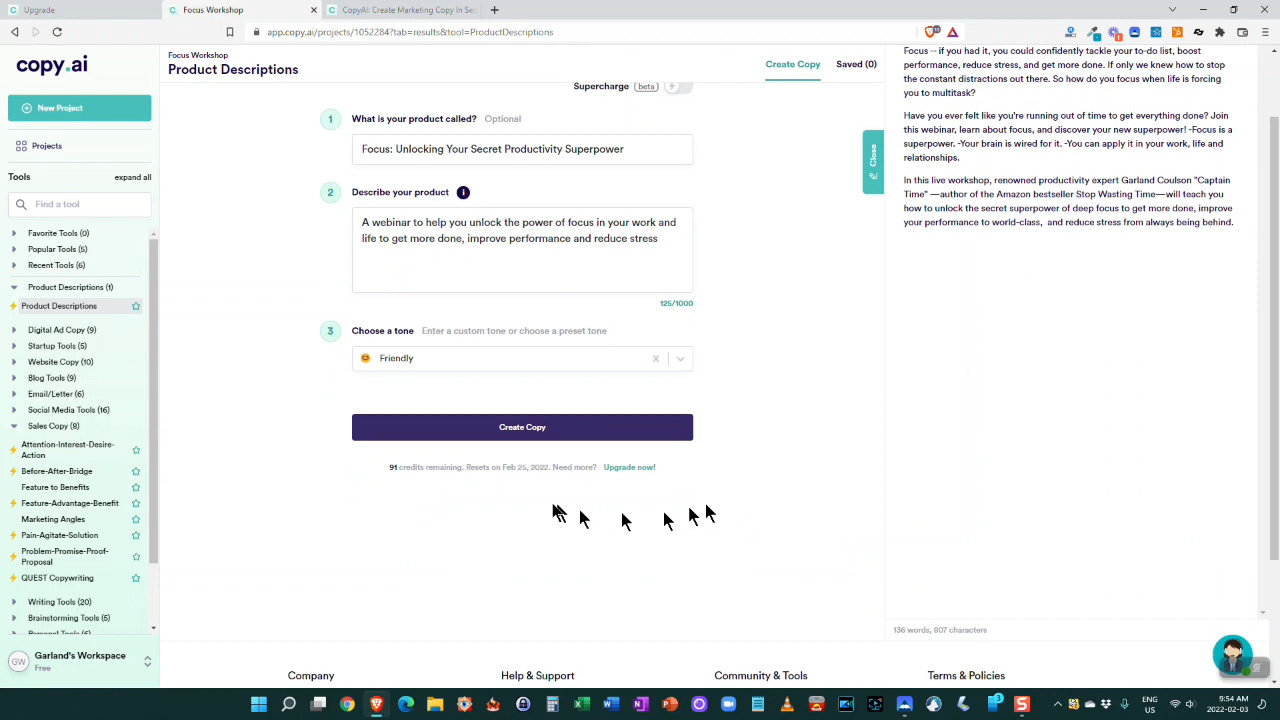 Upgrade
Focus Workshop
CopyAI: Create Marketing Copy In Sec
app.copy.ai/projects/1052284?tab=results&tool=ProductDescriptions
copy.ai
New Project
Projects
Tools
expand all
Find a tool
Favorite Tools (0)
Popular Tools (5)
Recent Tools (6)
Product Descriptions (1)
Product Descriptions
Digital Ad Copy (9)
Startup Tools (5)
Website Copy (10)
Blog Tools (9)
Email/Letter (6)
Social Media Tools (16)
Sales Copy (8)
Attention-Interest-Desire-
Action
Before-After-Bridge
Feature to Benefits
Feature-Advantage-Benefit
Marketing Angles
Pain-Agitate-Solution
Problem-Promise-Proof-
Proposal
QUEST Copywriting
Writing Tools (20)
Brainstorming Tools (5)
Personal Tools (6)
GW
Garland's Workspace
Free
Focus Workshop
Product Descriptions
Create Copy
Saved (0)
Supercharge beta
1 What is your product called? Optional
Focus: Unlocking Your Secret Productivity Superpower
2 Describe your product i
A webinar to help you unlock the power of focus in your work and
life to get more done, improve performance and reduce stress
125/1000
3 Choose a tone Enter a custom tone or choose a preset tone
Friendly
Create Copy
91 credits remaining. Resets on Feb 25, 2022. Need more? Upgrade now!
Close
Focus -- if you had it, you could confidently tackle your to-do list, boost
performance, reduce stress, and get more done. If only we knew how to stop
the constant distractions out there. So how do you focus when life is forcing
you to multitask?
Have you ever felt like you're running out of time to get everything done? Join
this webinar, learn about focus, and discover your new superpower! -Focus is a
superpower. -Your brain is wired for it. -You can apply it in your work, life and
relationships.
In this live workshop, renowned productivity expert Garland Coulson "Captain
Time" —author of the Amazon bestseller Stop Wasting Time—will teach you
how to unlock the secret superpower of deep focus to get more done, improve
your performance to world-class, and reduce stress from always being behind.
136 words, 807 characters
Company
Help & Support
Community & Tools
Terms & Policies
ENG
US
9:54 AM
2022-02-03